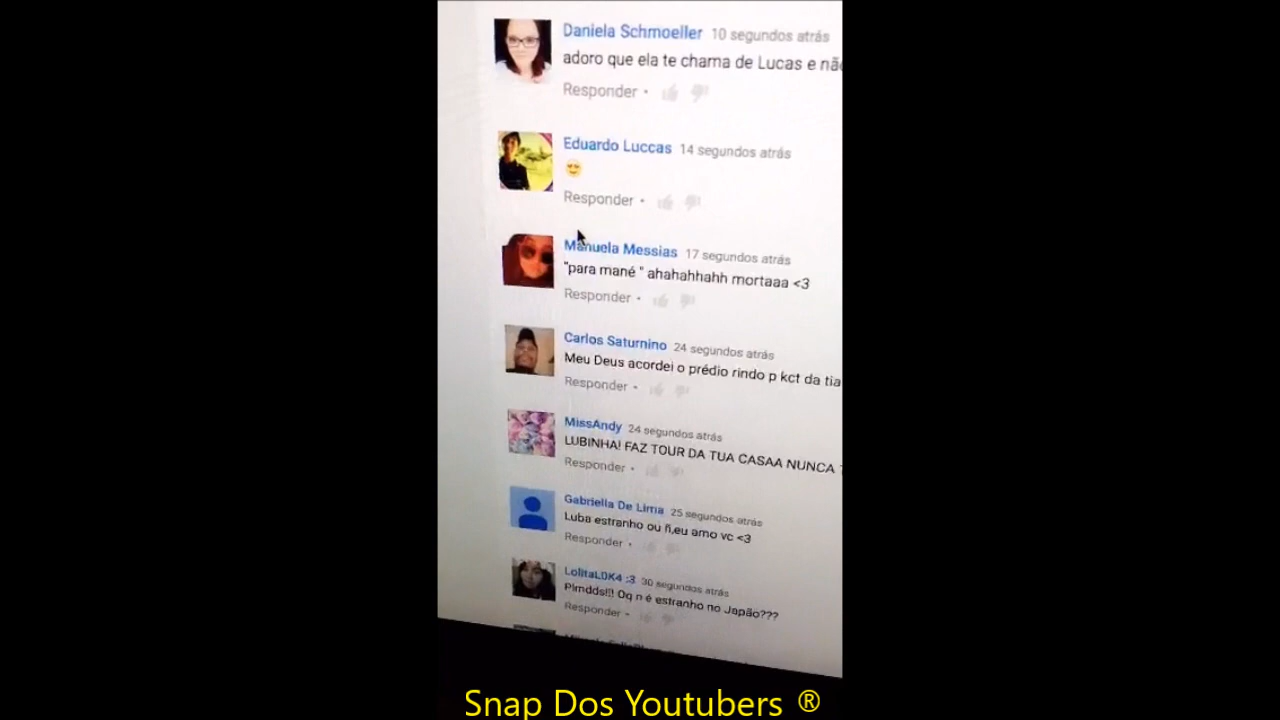 Daniela Schmoeller 10 segundos atrás
adoro que ela te chama de Lucas e nã
Responder •
Eduardo Luccas 14 segundos atrás
Responder •
Manuela Messias 17 segundos atrás
"para mané " ahahahhahh mortaaa <3
Responder •
Carlos Saturnino 24 segundos atrás
Meu Deus acordei o prédio rindo p kct da tia
Responder •
MissAndy 24 segundos atrás
LUBINHA! FAZ TOUR DA TUA CASAA NUNCA
Responder •
Gabriella De Lima 25 segundos atrás
Luba estranho ou ñ,eu amo vc <3
Responder •
LolitaLDK4 :3 30 segundos atrás
Plmdds!!! Oq n é estranho no Japão???
Responder •
Snap Dos Youtubers ®